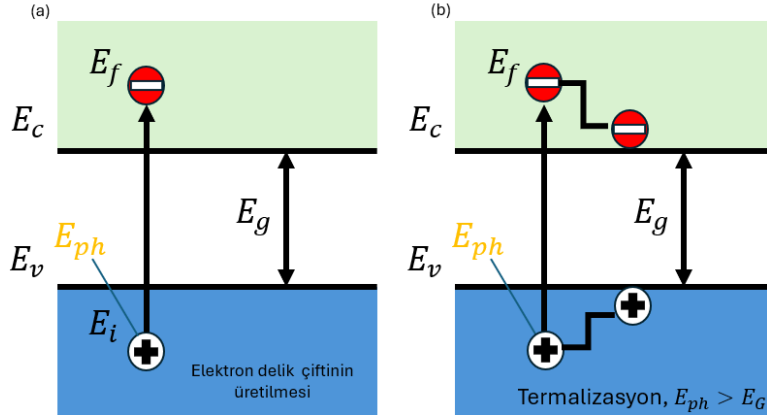 (a)
E_f
E_c
E_g
E_ph
E_v
E_i
Elektron delik çiftinin
üretilmesi
(b)
E_f
E_c
E_g
E_ph
E_v
Termalizasyon, E_ph > E_G